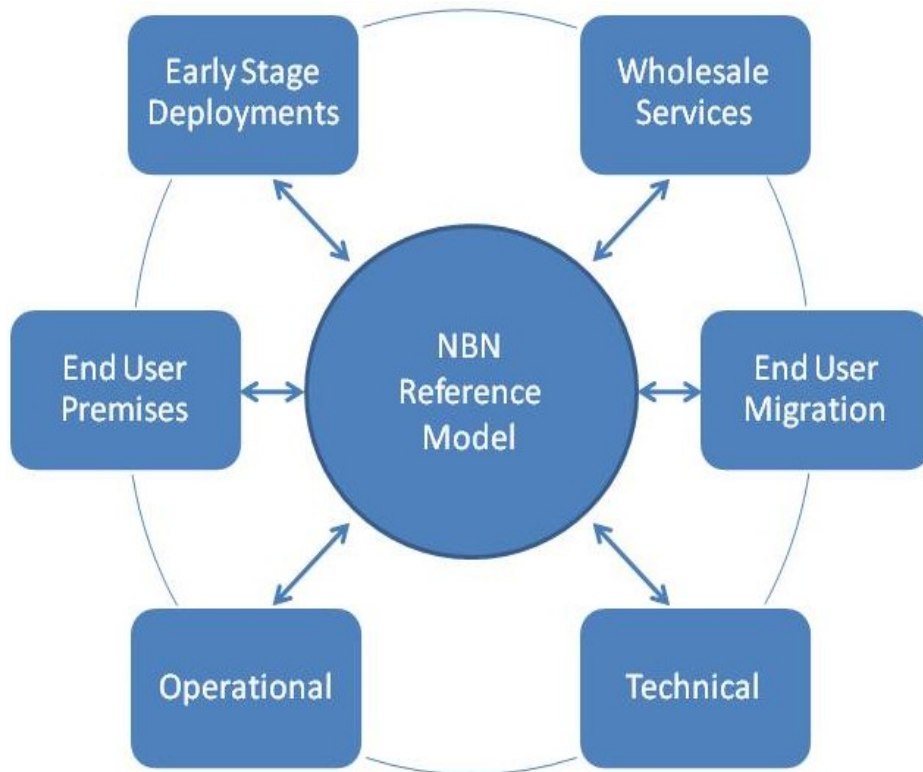 Early Stage
Deployments
Wholesale
Services
End User
Premises
NBN
Reference
Model
End User
Migration
Operational
Technical